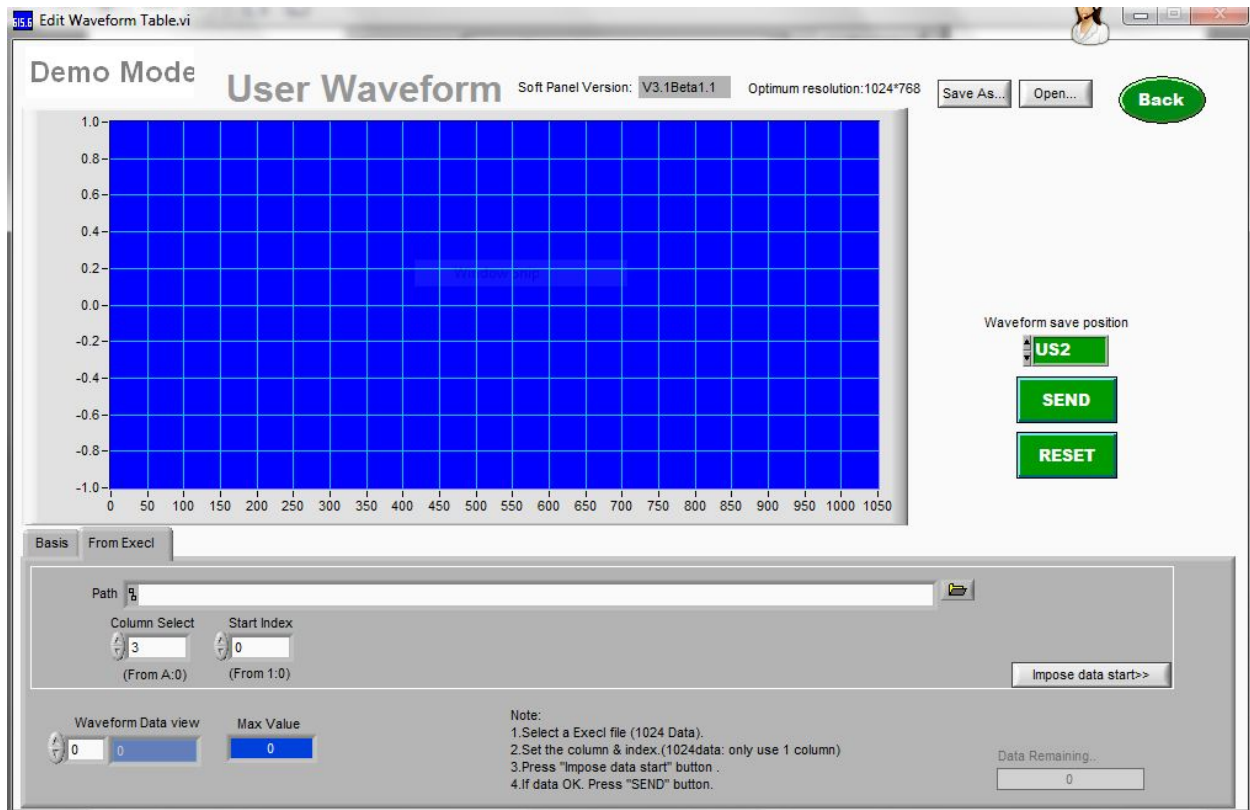 Edit Waveform Table.vi
Demo Mode
User Waveform
Soft Panel Version: V3.1Beta1.1
Optimum resolution:1024*768
Save As...
Open...
Back
1.0
0.8
0.6
0.4
0.2
0.0
-0.2
-0.4
-0.6
-0.8
-1.0
0 50 100 150 200 250 300 350 400 450 500 550 600 650 700 750 800 850 900 950 1000 1050
Window Snip
Waveform save position
US2
SEND
RESET
Basis From Execl
Path
Column Select Start Index
3 0
(From A:0) (From 1:0)
Impose data start>>
Waveform Data view Max Value
0 0 0
Note:
1.Select a Execl file (1024 Data).
2.Set the column & index.(1024data: only use 1 column)
3.Press "Impose data start" button .
4.If data OK. Press "SEND" button.
Data Remaining..
0